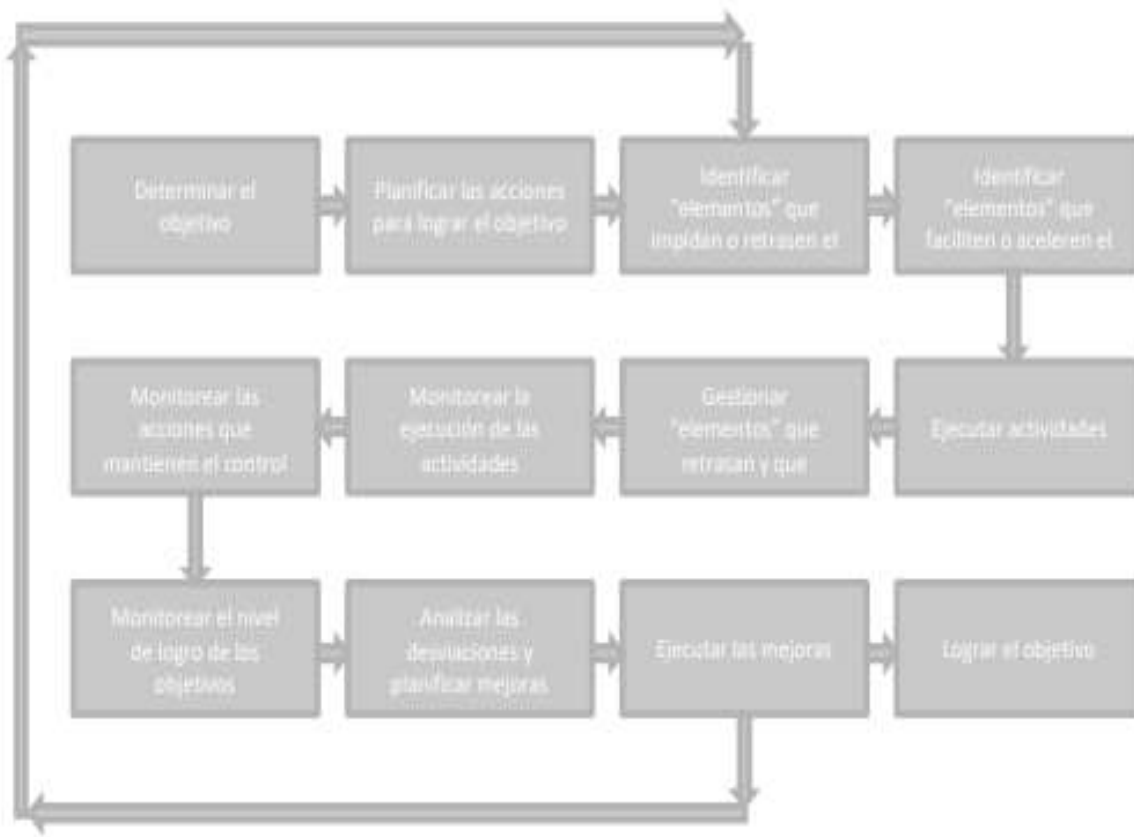 Determinar el
objetivo
Planificar las acciones
para lograr el objetivo
Identificar
"elementos" que
impidan o retrasen el
Identificar
"elementos" que
faciliten o aceleren el
Monitorear las
acciones que
mantienen el control
Monitorear la
ejecución de las
actividades
Gestionar
"elementos" que
retrasan y que
Ejecutar actividades
Monitorear el nivel
de logro de los
objetivos
Analizar las
desviaciones y
planificar mejoras
Ejecutar las mejoras
Lograr el objetivo